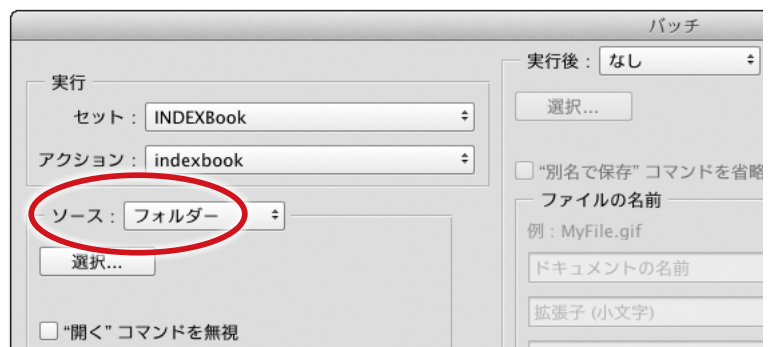 バッチ
実行
セット： INDEXBook
アクション： indexbook
ソース： フォルダー
選択...
“開く” コマンドを無視
実行後： なし
選択...
“別名で保存” コマンドを省略
ファイルの名前
例：MyFile.gif
ドキュメントの名前
拡張子 (小文字)